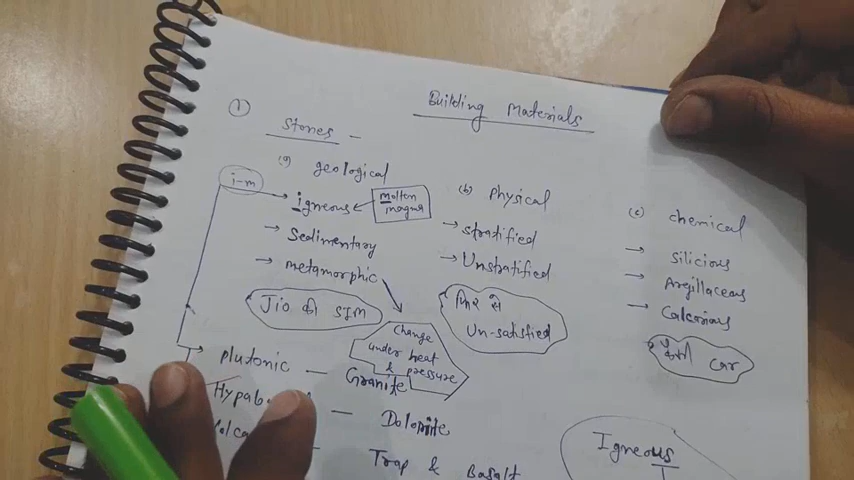 Building Materials
① Stones -
(a) geological
i-m → igneous ← molten magma
→ Sedimentary
→ metamorphic
Jio की SIM
Change under heat & pressure
(b) Physical
→ Stratified
→ Unstratified
फिर से
Un-satisfied
(c) chemical
→ Silicious
→ Argillaceous
→ Calcarious
car
→ Plutonic — Granite
— Dolomite
Trap & Basalt
Igneous